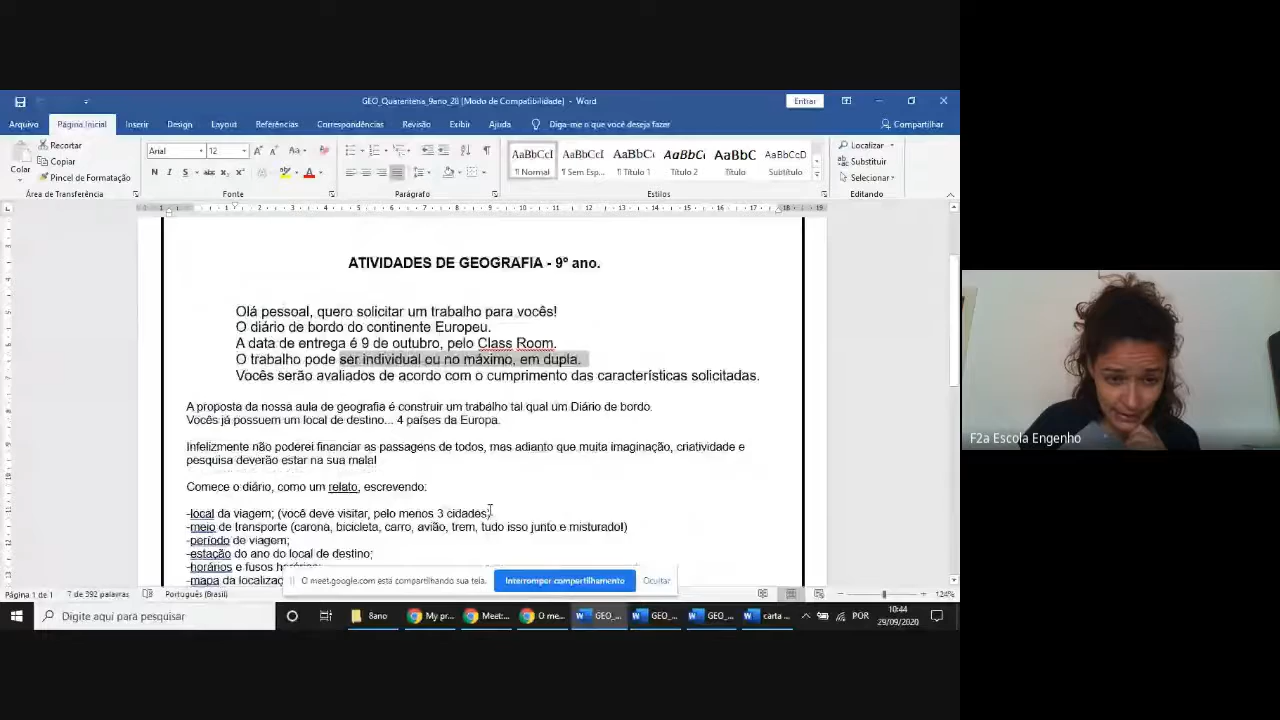 GEO_Quarentena_9ano_28 [Modo de Compatibilidade] - Word
Entrar
Arquivo Página Inicial Inserir Design Layout Referências Correspondências Revisão Exibir Ajuda Diga-me o que você deseja fazer Compartilhar
Colar
Recortar
Copiar
Pincel de Formatação
Área de Transferência
Arial 12
N I S
Fonte
Parágrafo
AaBbCcI AaBbCcI AaBbC AaBbCc AaBbC AaBbCcD
¶ Normal ¶ Sem Esp... ¶ Título 1 Título 2 Título Subtítulo
Estilos
Localizar
Substituir
Selecionar
Editando
ATIVIDADES DE GEOGRAFIA - 9º ano.
Olá pessoal, quero solicitar um trabalho para vocês!
O diário de bordo do continente Europeu.
A data de entrega é 9 de outubro, pelo Class Room.
O trabalho pode ser individual ou no máximo, em dupla.
Vocês serão avaliados de acordo com o cumprimento das características solicitadas.
A proposta da nossa aula de geografia é construir um trabalho tal qual um Diário de bordo.
Vocês já possuem um local de destino... 4 países da Europa.
Infelizmente não poderei financiar as passagens de todos, mas adianto que muita imaginação, criatividade e
pesquisa deverão estar na sua mala!
Comece o diário, como um relato, escrevendo:
-local da viagem; (você deve visitar, pelo menos 3 cidades)
-meio de transporte (carona, bicicleta, carro, avião, trem, tudo isso junto e misturado!)
-período de viagem;
-estação do ano do local de destino;
-horários e fusos horários;
-mapa da localiza
O meet.google.com está compartilhando sua tela.
Interromper compartilhamento
Ocultar
Página 1 de 1 7 de 392 palavras Português (Brasil) 124%
Digite aqui para pesquisar
8ano My pr... Meet: O me... GEO_... GEO_... GEO_... carta ...
POR
10:44
29/09/2020
F2a Escola Engenho